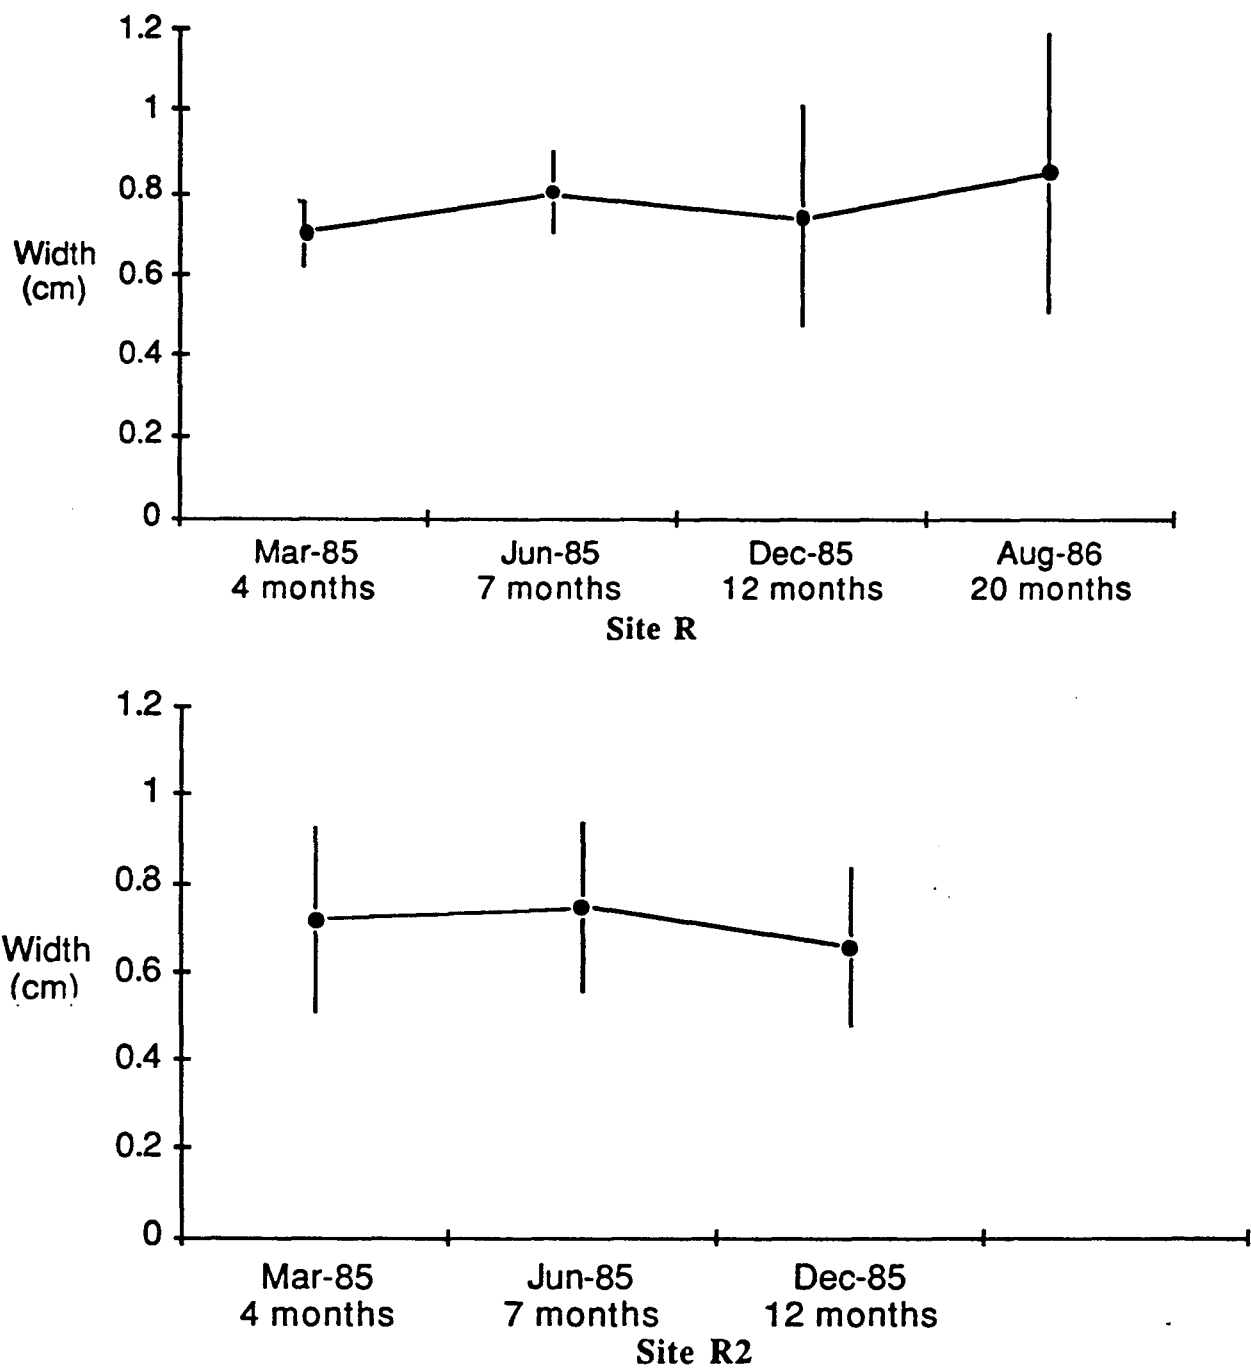 1.2
1
0.8
Width
(cm)
0.6
0.4
0.2
0
Mar-85 Jun-85 Dec-85 Aug-86
4 months 7 months 12 months 20 months
Site R
1.2
1
0.8
Width
(cm)
0.6
0.4
0.2
0
Mar-85 Jun-85 Dec-85
4 months 7 months 12 months
Site R2